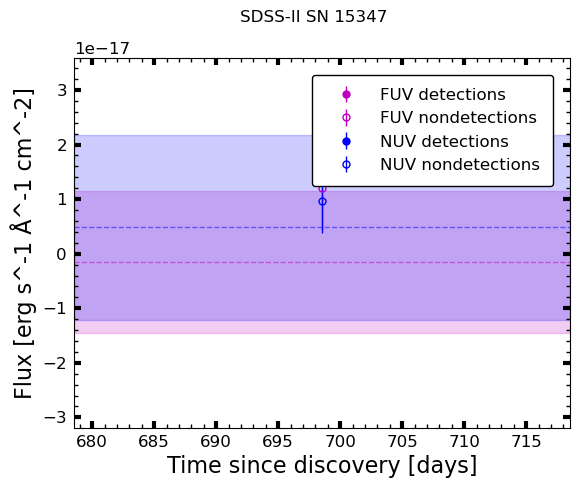 SDSS-II SN 15347
1e−17
FUV detections
FUV nondetections
NUV detections
NUV nondetections
3
2
1
0
−1
−2
−3
Flux [erg s^-1 Å^-1 cm^-2]
680 685 690 695 700 705 710 715
Time since discovery [days]